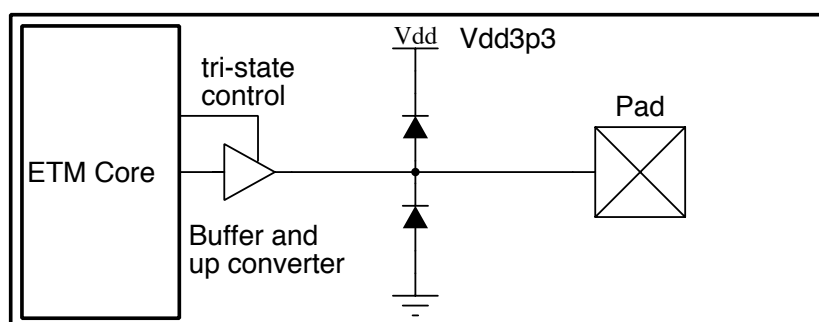 Vdd Vdd3p3
tri-state
control
Pad
ETM Core
Buffer and
up converter